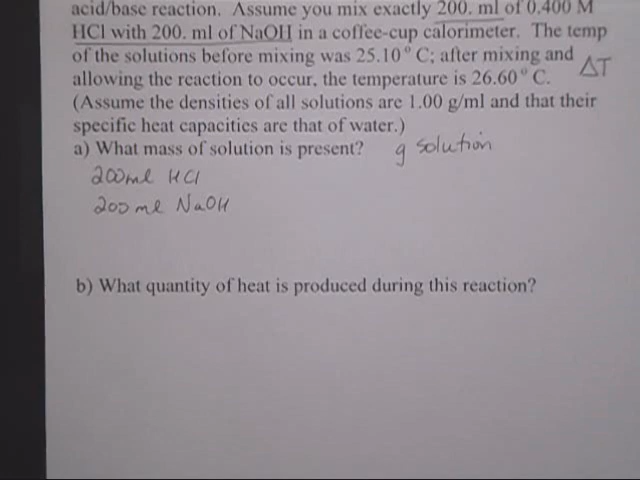 acid/base reaction. Assume you mix exactly 200. ml of 0.400 M
HCl with 200. ml of NaOH in a coffee-cup calorimeter. The temp
of the solutions before mixing was 25.10° C; after mixing and
allowing the reaction to occur, the temperature is 26.60° C. ΔT
(Assume the densities of all solutions are 1.00 g/ml and that their
specific heat capacities are that of water.)
a) What mass of solution is present? g solution
200ml HCl
200 ml NaOH
b) What quantity of heat is produced during this reaction?